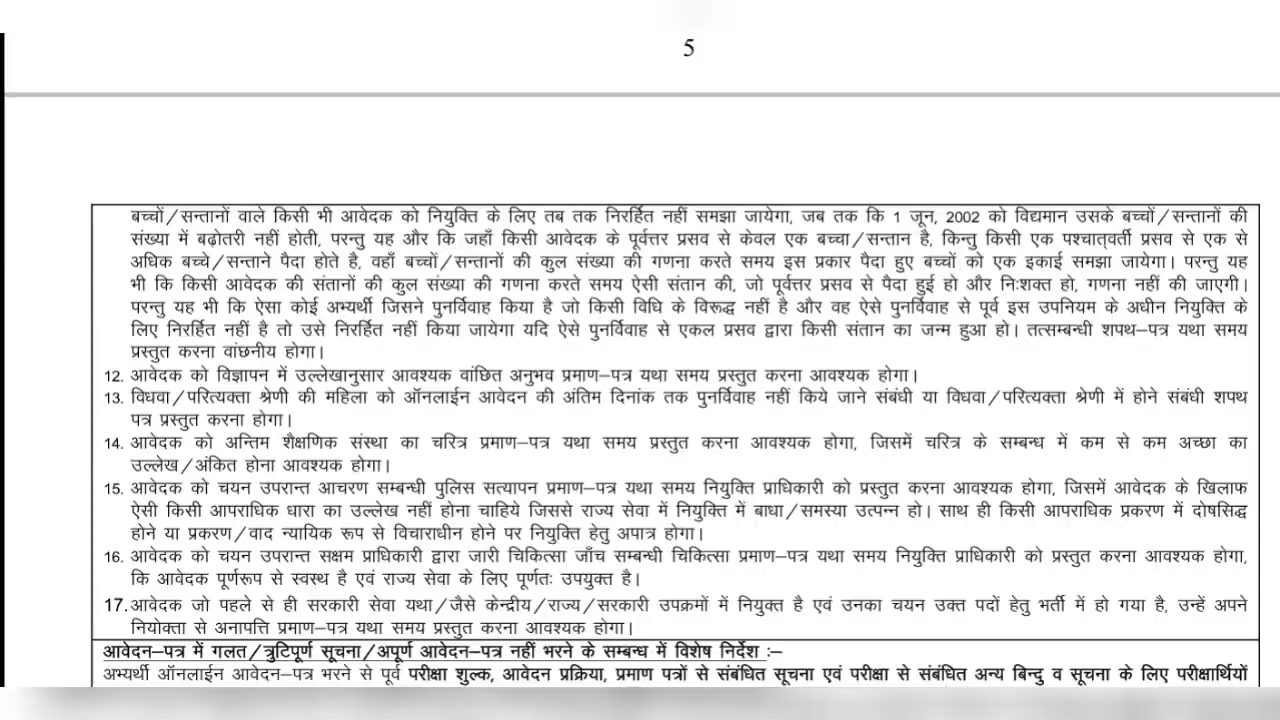 5
बच्चों/सन्तानों वाले किसी भी आवेदक को नियुक्ति के लिए तब तक निरर्हित नहीं समझा जायेगा, जब तक कि 1 जून, 2002 को विद्यमान उसके बच्चों/सन्तानों की
संख्या में बढ़ोतरी नहीं होती, परन्तु यह और कि जहाँ किसी आवेदक के पूर्वत्तर प्रसव से केवल एक बच्चा/सन्तान है, किन्तु किसी एक पश्चात्‌वर्ती प्रसव से एक से
अधिक बच्चे/सन्ताने पैदा होते है, वहाँ बच्चों/सन्तानों की कुल संख्या की गणना करते समय इस प्रकार पैदा हुए बच्चों को एक इकाई समझा जायेगा। परन्तु यह
भी कि किसी आवेदक की संतानों की कुल संख्या की गणना करते समय ऐसी संतान की, जो पूर्वत्तर प्रसव से पैदा हुई हो और निःशक्त हो, गणना नहीं की जाएगी।
परन्तु यह भी कि ऐसा कोई अभ्यर्थी जिसने पुनर्विवाह किया है जो किसी विधि के विरूद्ध नहीं है और वह ऐसे पुनर्विवाह से पूर्व इस उपनियम के अधीन नियुक्ति के
लिए निरर्हित नहीं है तो उसे निरर्हित नहीं किया जायेगा यदि ऐसे पुनर्विवाह से एकल प्रसव द्वारा किसी संतान का जन्म हुआ हो। तत्सम्बन्धी शपथ–पत्र यथा समय
प्रस्तुत करना वांछनीय होगा।
12. आवेदक को विज्ञापन में उल्लेखानुसार आवश्यक वांछित अनुभव प्रमाण–पत्र यथा समय प्रस्तुत करना आवश्यक होगा।
13. विधवा/परित्यक्ता श्रेणी की महिला को ऑनलाईन आवेदन की अंतिम दिनांक तक पुनर्विवाह नहीं किये जाने संबंधी या विधवा/परित्यक्ता श्रेणी में होने संबंधी शपथ
पत्र प्रस्तुत करना होगा।
14. आवेदक को अन्तिम शैक्षणिक संस्था का चरित्र प्रमाण–पत्र यथा समय प्रस्तुत करना आवश्यक होगा, जिसमें चरित्र के सम्बन्ध में कम से कम अच्छा का
उल्लेख/अंकित होना आवश्यक होगा।
15. आवेदक को चयन उपरान्त आचरण सम्बन्धी पुलिस सत्यापन प्रमाण–पत्र यथा समय नियुक्ति प्राधिकारी को प्रस्तुत करना आवश्यक होगा, जिसमें आवेदक के खिलाफ
ऐसी किसी आपराधिक धारा का उल्लेख नहीं होना चाहिये जिससे राज्य सेवा में नियुक्ति में बाधा/समस्या उत्पन्न हो। साथ ही किसी आपराधिक प्रकरण में दोषसिद्ध
होने या प्रकरण/वाद न्यायिक रूप से विचाराधीन होने पर नियुक्ति हेतु अपात्र होगा।
16. आवेदक को चयन उपरान्त सक्षम प्राधिकारी द्वारा जारी चिकित्सा जाँच सम्बन्धी चिकित्सा प्रमाण–पत्र यथा समय नियुक्ति प्राधिकारी को प्रस्तुत करना आवश्यक होगा,
कि आवेदक पूर्णरूप से स्वस्थ है एवं राज्य सेवा के लिए पूर्णतः उपयुक्त है।
17. आवेदक जो पहले से ही सरकारी सेवा यथा/जैसे केन्द्रीय/राज्य/सरकारी उपक्रमों में नियुक्त है एवं उनका चयन उक्त पदों हेतु भर्ती में हो गया है, उन्हें अपने
नियोक्ता से अनापत्ति प्रमाण–पत्र यथा समय प्रस्तुत करना आवश्यक होगा।
आवेदन–पत्र में गलत/त्रुटिपूर्ण सूचना/अपूर्ण आवेदन–पत्र नहीं भरने के सम्बन्ध में विशेष निर्देश :–
अभ्यर्थी ऑनलाईन आवेदन–पत्र भरने से पूर्व परीक्षा शुल्क, आवेदन प्रक्रिया, प्रमाण पत्रों से संबंधित सूचना एवं परीक्षा से संबंधित अन्य बिन्दु व सूचना के लिए परीक्षार्थियों